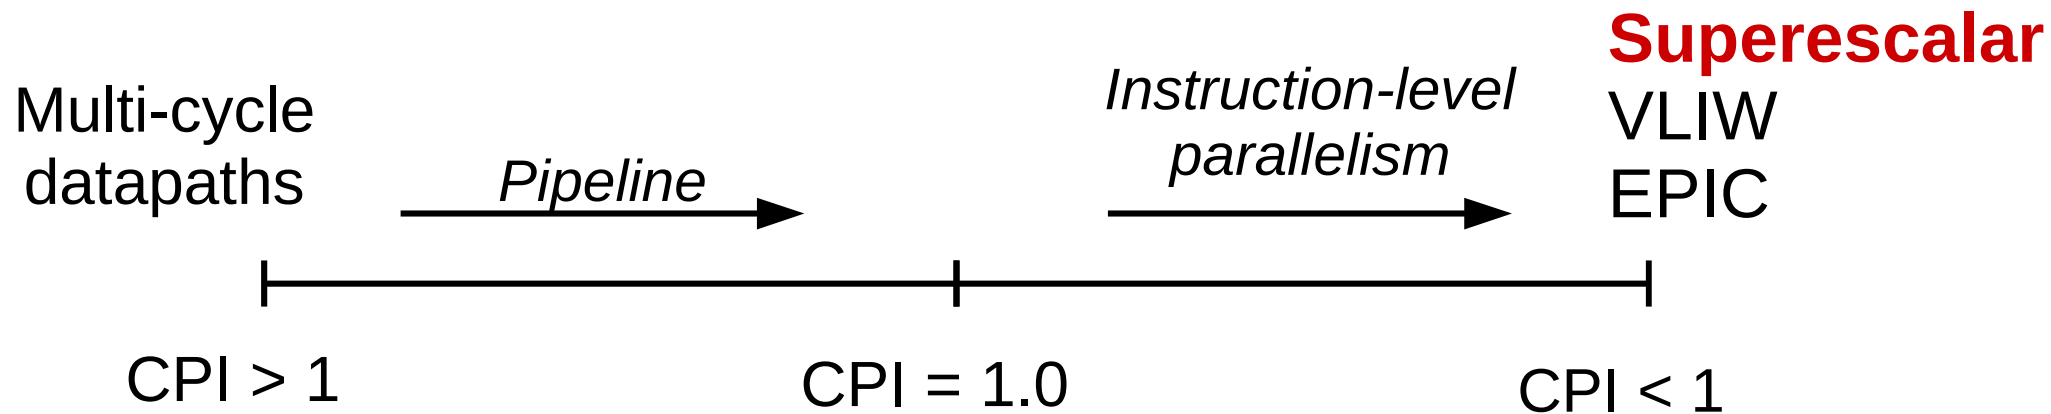 Multi-cycle
datapaths
Pipeline
Instruction-level
parallelism
Superescalar
VLIW
EPIC
CPI > 1
CPI = 1.0
CPI < 1